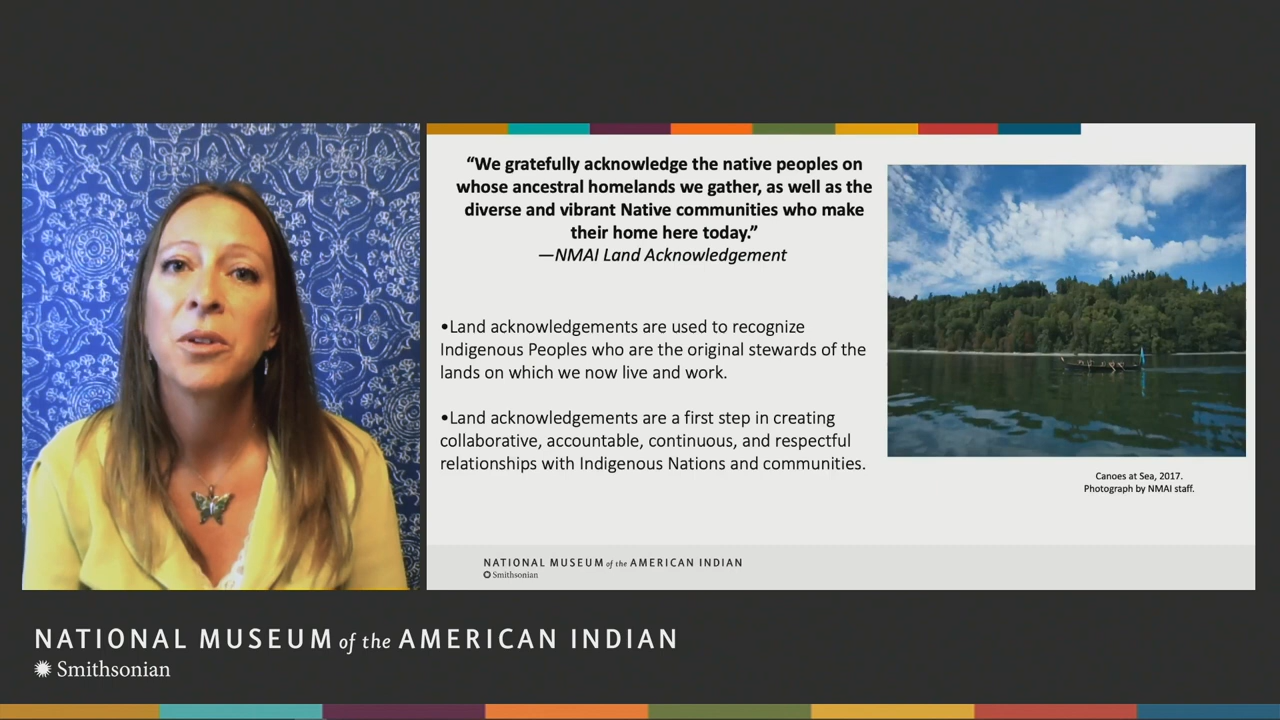 “We gratefully acknowledge the native peoples on
whose ancestral homelands we gather, as well as the
diverse and vibrant Native communities who make
their home here today.”
—NMAI Land Acknowledgement
•Land acknowledgements are used to recognize
Indigenous Peoples who are the original stewards of the
lands on which we now live and work.
•Land acknowledgements are a first step in creating
collaborative, accountable, continuous, and respectful
relationships with Indigenous Nations and communities.
Canoes at Sea, 2017.
Photograph by NMAI staff.
NATIONAL MUSEUM of the AMERICAN INDIAN
Smithsonian
NATIONAL MUSEUM of the AMERICAN INDIAN
Smithsonian